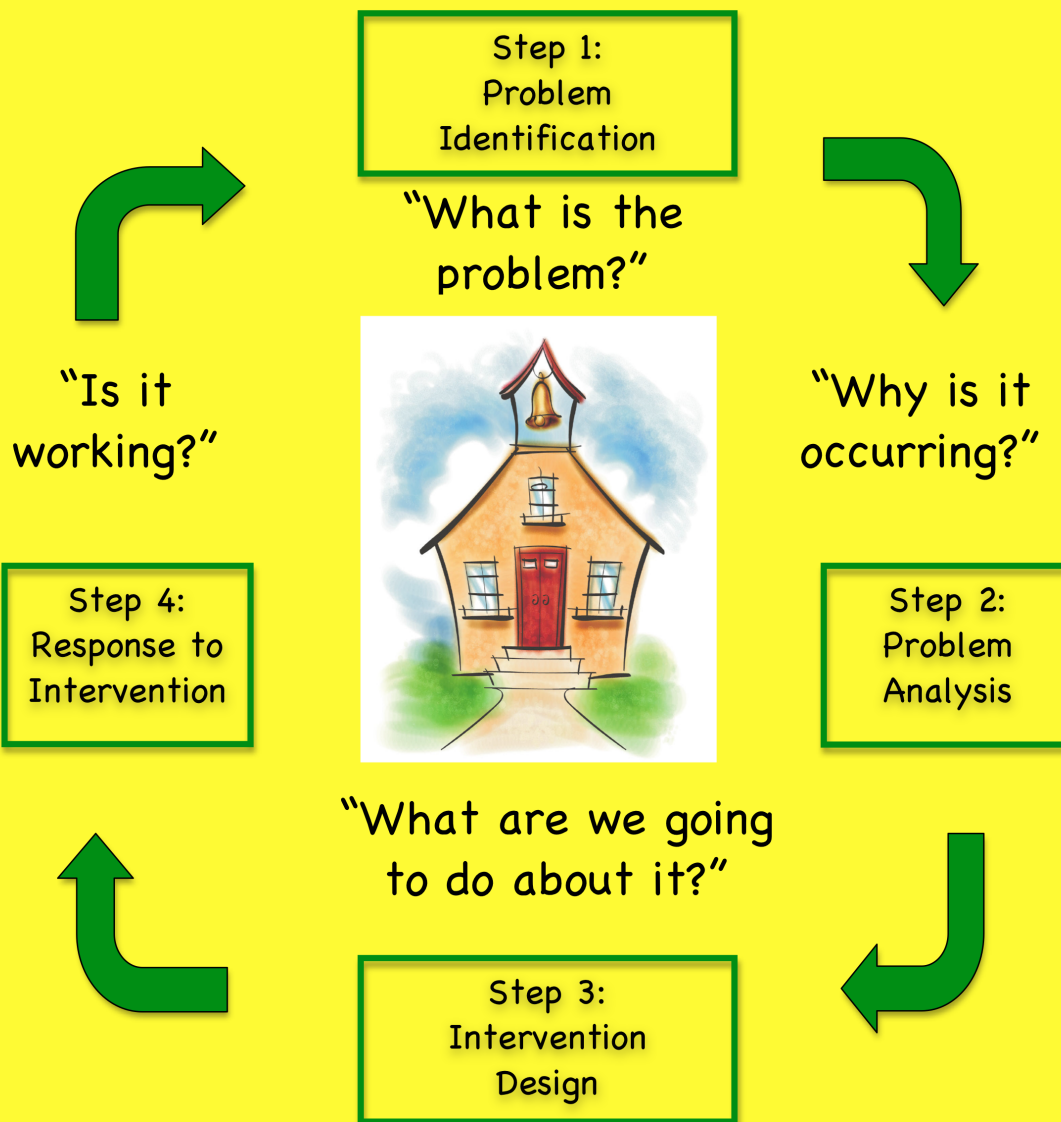 Step 1:
Problem
Identification
“What is the
problem?”
“Why is it
occurring?”
Step 2:
Problem
Analysis
“What are we going
to do about it?”
Step 3:
Intervention
Design
“Is it
working?”
Step 4:
Response to
Intervention